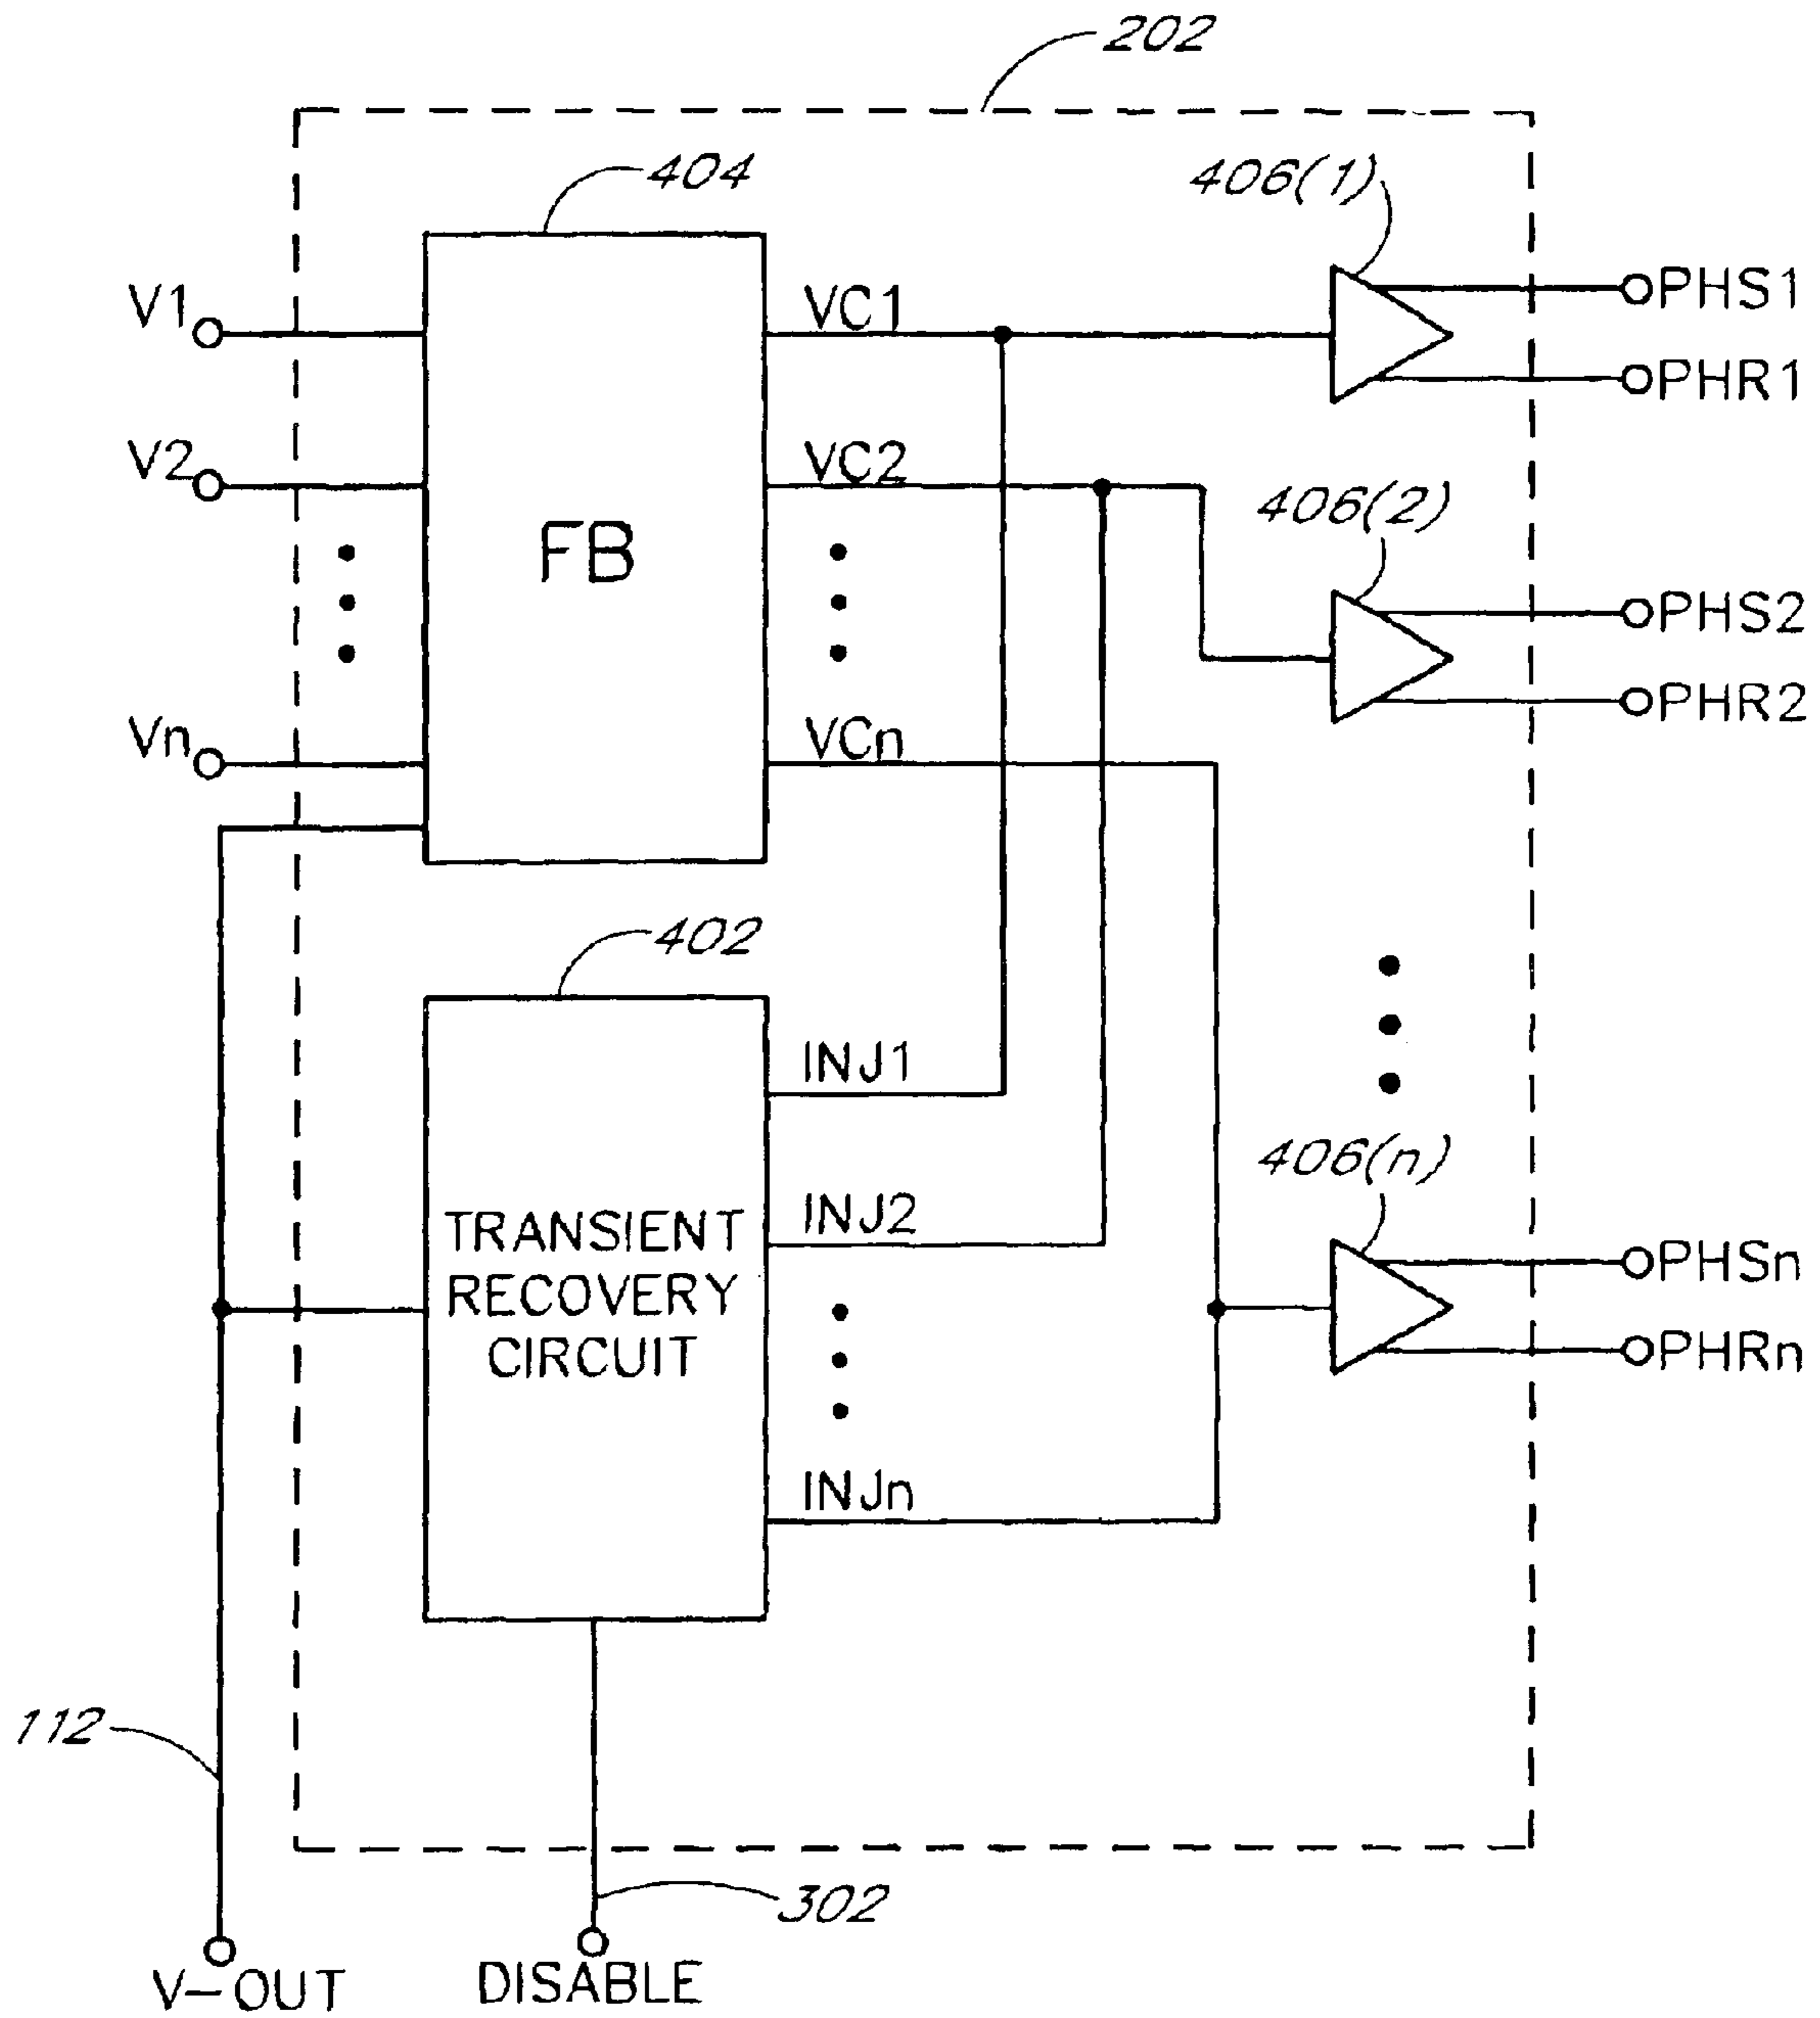 202
404
406(1)
V1
VC1
PHS1
PHR1
V2
VC2
406(2)
FB
PHS2
PHR2
Vn
VCn
402
INJ1
406(n)
INJ2
TRANSIENT
RECOVERY
CIRCUIT
PHSn
PHRn
INJn
112
302
V-OUT
DISABLE